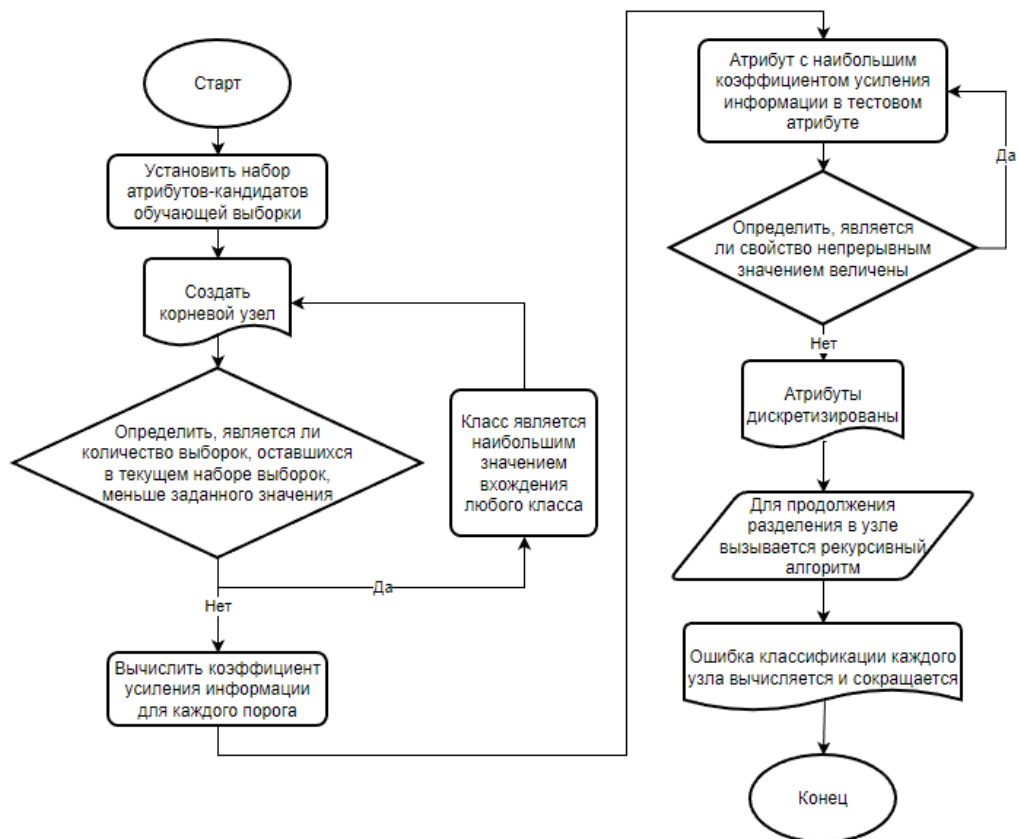 Старт
Установить набор
атрибутов-кандидатов
обучающей выборки
Создать
корневой узел
Определить, является ли
количество выборок, оставшихся
в текущем наборе выборок,
меньше заданного значения
Класс является
наибольшим
значением
вхождения
любого класса
Да
Нет
Вычислить коэффициент
усиления информации
для каждого порога
Атрибут с наибольшим
коэффициентом усиления
информации в тестовом
атрибуте
Да
Определить, является
ли свойство непрерывным
значением величены
Нет
Атрибуты
дискретизированы
Для продолжения
разделения в узле
вызывается рекурсивный
алгоритм
Ошибка классификации каждого
узла вычисляется и сокращается
Конец